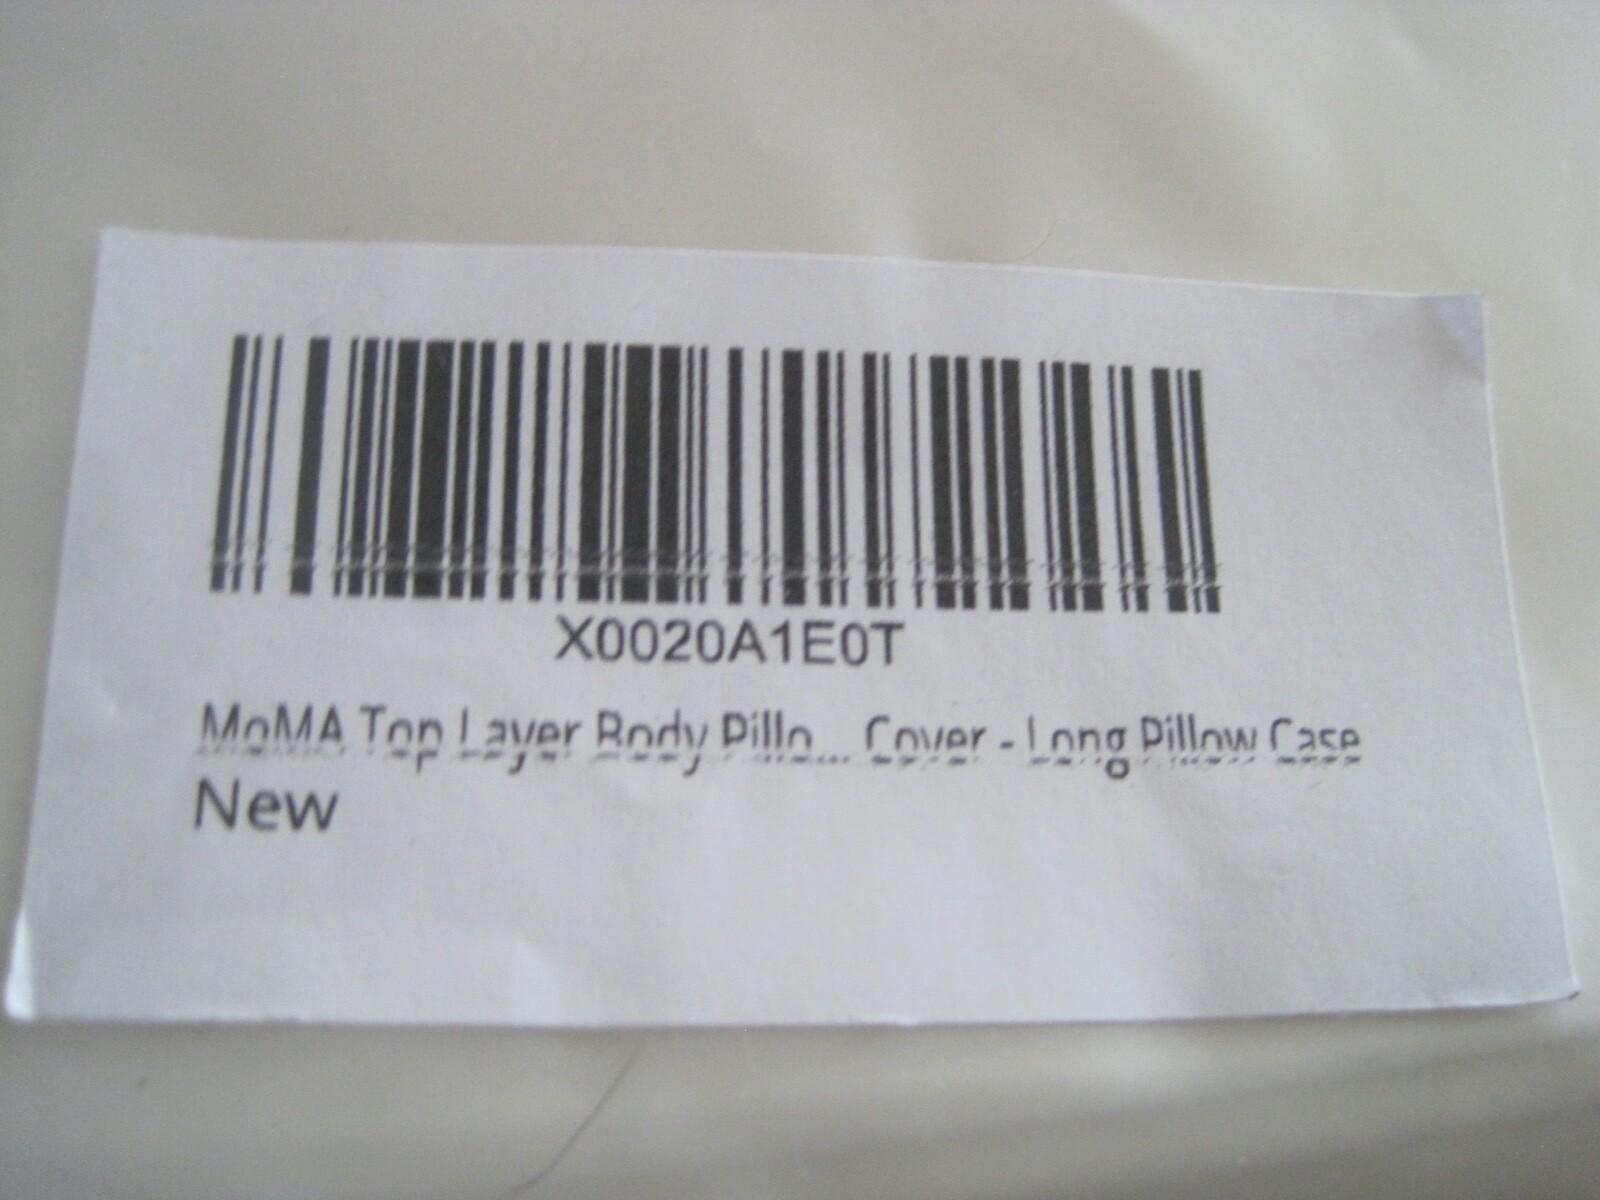 X0020A1E0T
MoMA Top Layer Body Pillo... Cover - Long Pillow Case
New